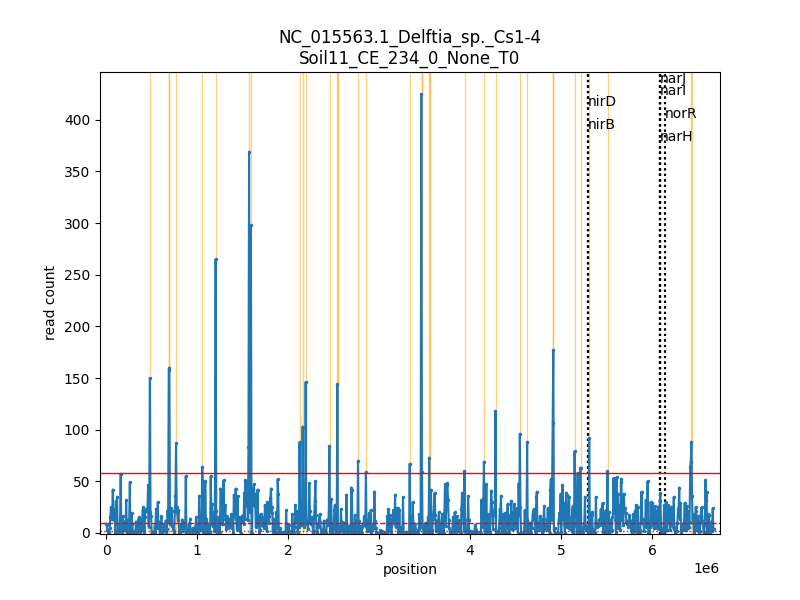 NC_015563.1_Delftia_sp._Cs1-4
Soil11_CE_234_0_None_T0
read count
400
350
300
250
200
150
100
50
0
nirD
nirB
narJ
narI
norR
narH
0 1 2 3 4 5 6
1e6
position